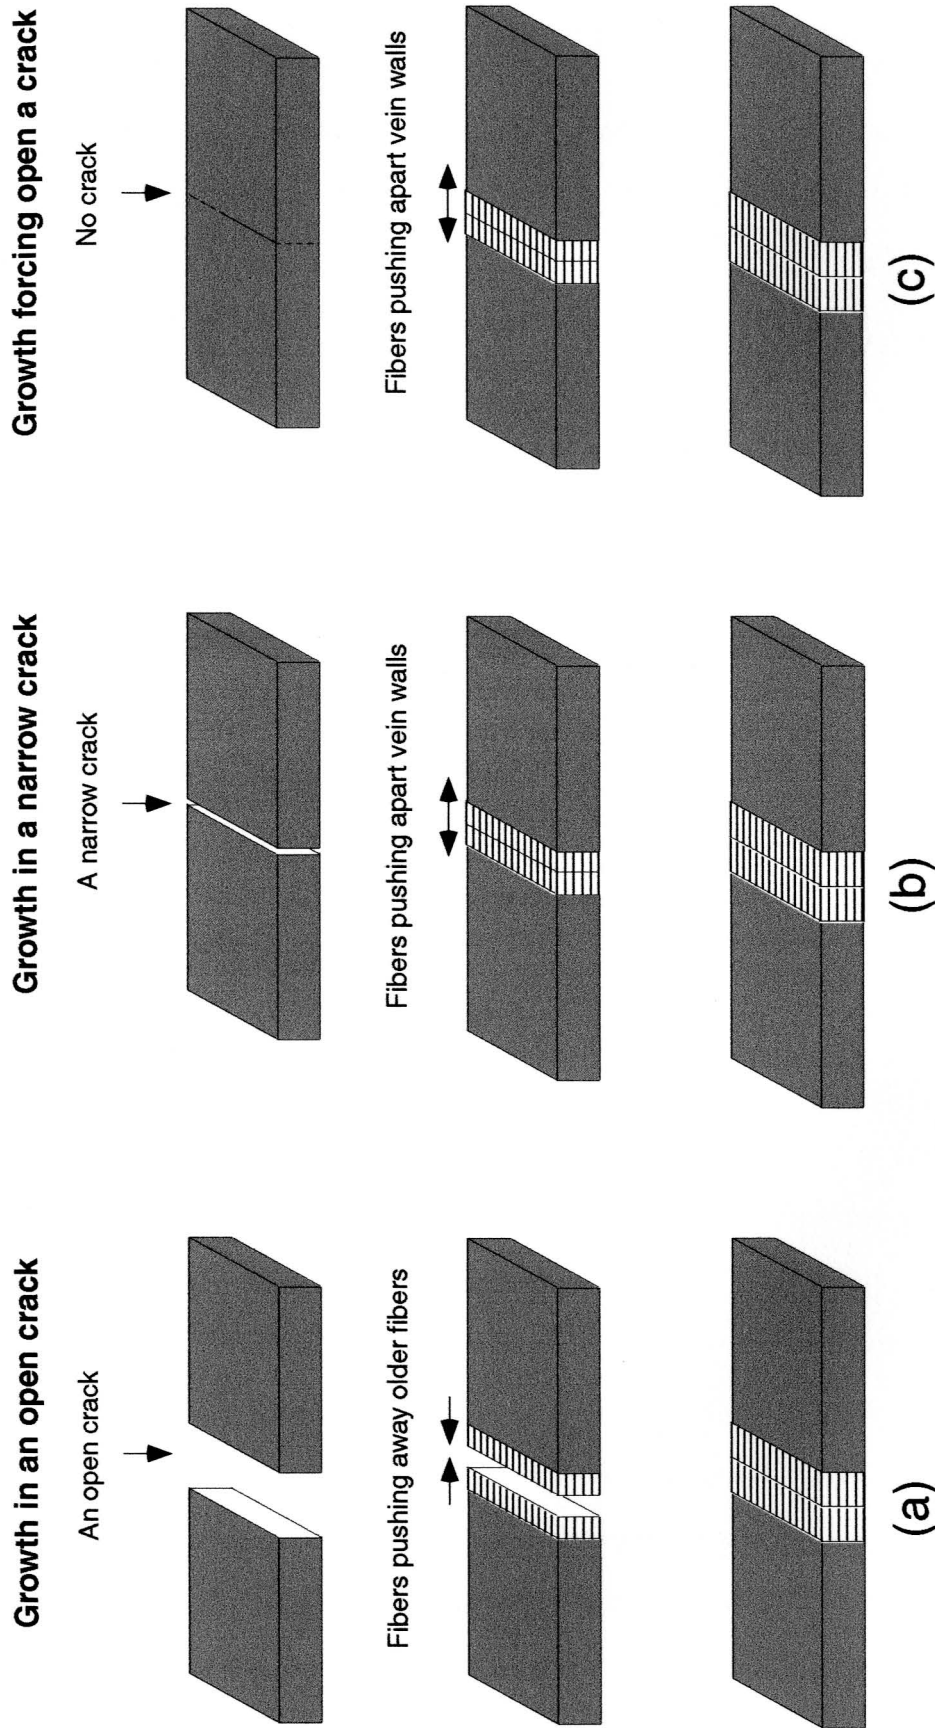 Growth in an open crack
An open crack
Fibers pushing away older fibers
(a)
Growth in a narrow crack
A narrow crack
Fibers pushing apart vein walls
(b)
Growth forcing open a crack
No crack
Fibers pushing apart vein walls
(c)